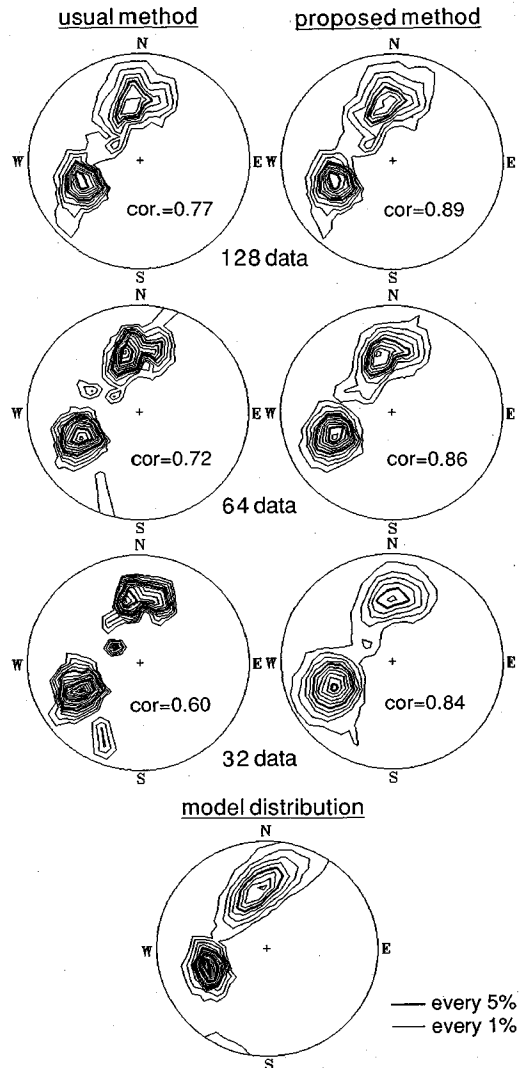 usual method
proposed method
N
N
W
E
W
E
cor.=0.77
cor=0.89
S
S
128 data
N
N
W
E
W
E
cor=0.72
cor=0.86
64 data
S
S
N
N
W
E
W
E
cor=0.60
cor=0.84
32 data
S
S
model distribution
N
W
E
every 5%
every 1%
S